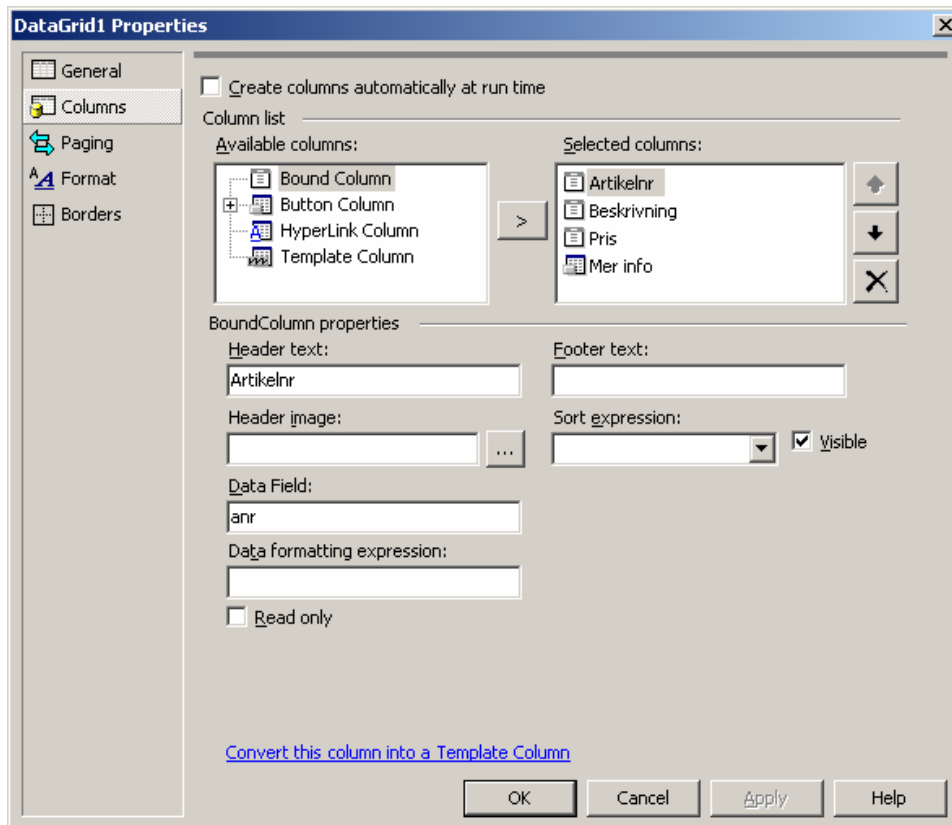 DataGrid1 Properties
General
Columns
Paging
Format
Borders
Create columns automatically at run time
Column list
Available columns:
Bound Column
Button Column
HyperLink Column
Template Column
>
Selected columns:
Artikelnr
Beskrivning
Pris
Mer info
BoundColumn properties
Header text:
Artikelnr
Footer text:
Header image:
...
Sort expression:
Visible
Data Field:
anr
Data formatting expression:
Read only
Convert this column into a Template Column
OK
Cancel
Apply
Help